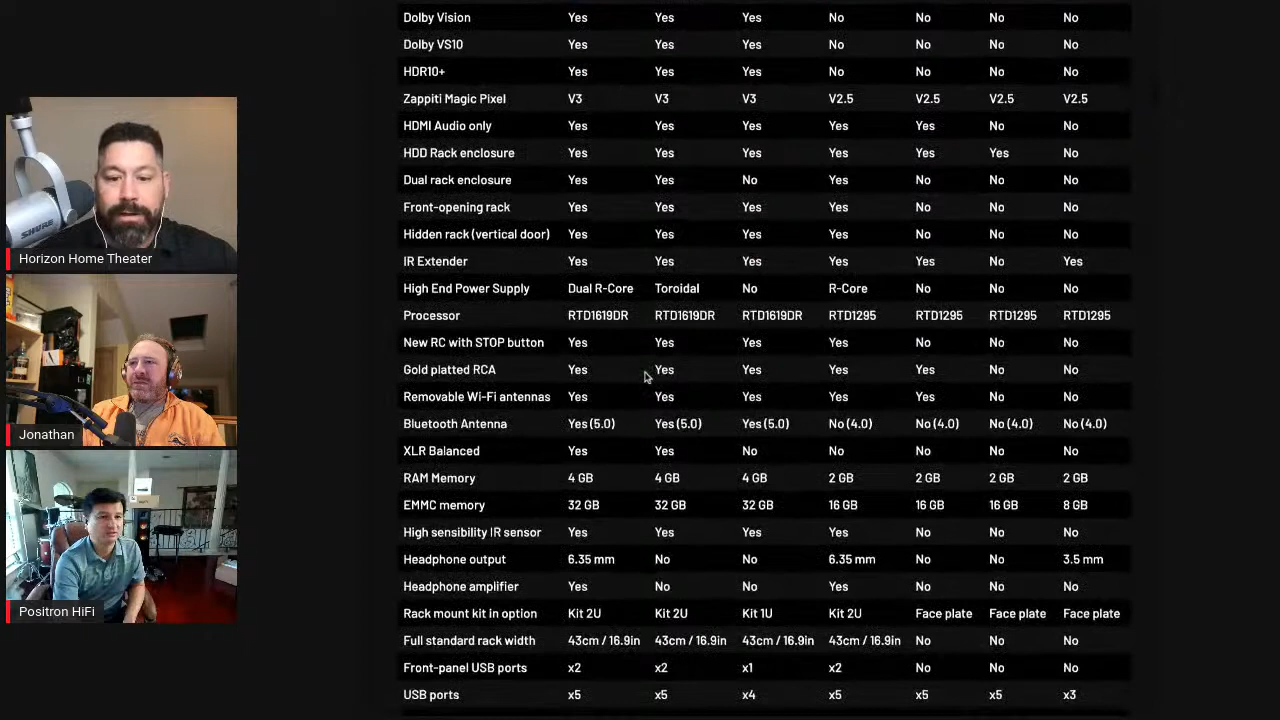 Dolby Vision Yes Yes Yes No No No No
Dolby VS10 Yes Yes Yes No No No No
HDR10+ Yes Yes Yes No No No No
Zappiti Magic Pixel V3 V3 V3 V2.5 V2.5 V2.5 V2.5
HDMI Audio only Yes Yes Yes Yes Yes No No
HDD Rack enclosure Yes Yes Yes Yes Yes Yes No
Dual rack enclosure Yes Yes No Yes No No No
Front-opening rack Yes Yes Yes Yes No No No
Hidden rack (vertical door) Yes Yes Yes Yes No No No
IR Extender Yes Yes Yes Yes Yes No Yes
High End Power Supply Dual R-Core Toroidal No R-Core No No No
Processor RTD1619DR RTD1619DR RTD1619DR RTD1295 RTD1295 RTD1295 RTD1295
New RC with STOP button Yes Yes Yes Yes No No No
Gold platted RCA Yes Yes Yes Yes Yes No No
Removable Wi-Fi antennas Yes Yes Yes Yes Yes No No
Bluetooth Antenna Yes (5.0) Yes (5.0) Yes (5.0) No (4.0) No (4.0) No (4.0) No (4.0)
XLR Balanced Yes Yes No No No No No
RAM Memory 4 GB 4 GB 4 GB 2 GB 2 GB 2 GB 2 GB
EMMC memory 32 GB 32 GB 32 GB 16 GB 16 GB 16 GB 8 GB
High sensibility IR sensor Yes Yes Yes Yes No No No
Headphone output 6.35 mm No No 6.35 mm No No 3.5 mm
Headphone amplifier Yes No No Yes No No No
Rack mount kit in option Kit 2U Kit 2U Kit 1U Kit 2U Face plate Face plate Face plate
Full standard rack width 43cm / 16.9in 43cm / 16.9in 43cm / 16.9in 43cm / 16.9in No No No
Front-panel USB ports x2 x2 x1 x2 No No No
USB ports x5 x5 x4 x5 x5 x5 x3
SHURE
Horizon Home Theater
Jonathan
Positron HiFi